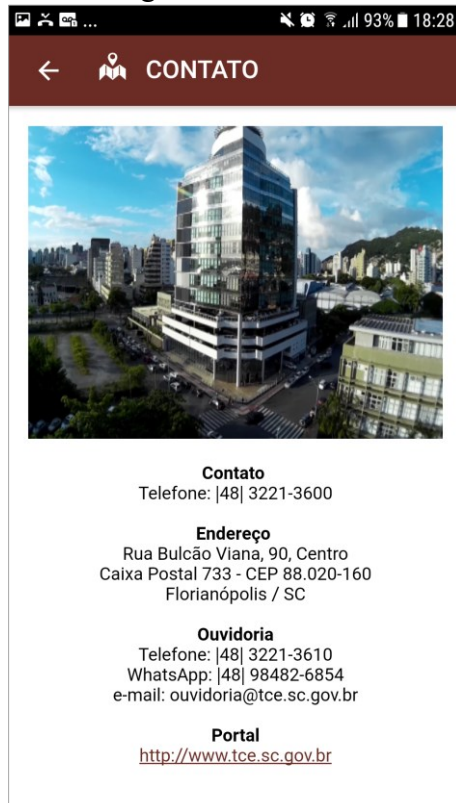 93% 18:28
CONTATO
Contato
Telefone: |48| 3221-3600
Endereço
Rua Bulcão Viana, 90, Centro
Caixa Postal 733 - CEP 88.020-160
Florianópolis / SC
Ouvidoria
Telefone: |48| 3221-3610
WhatsApp: |48| 98482-6854
e-mail: ouvidoria@tce.sc.gov.br
Portal
http://www.tce.sc.gov.br